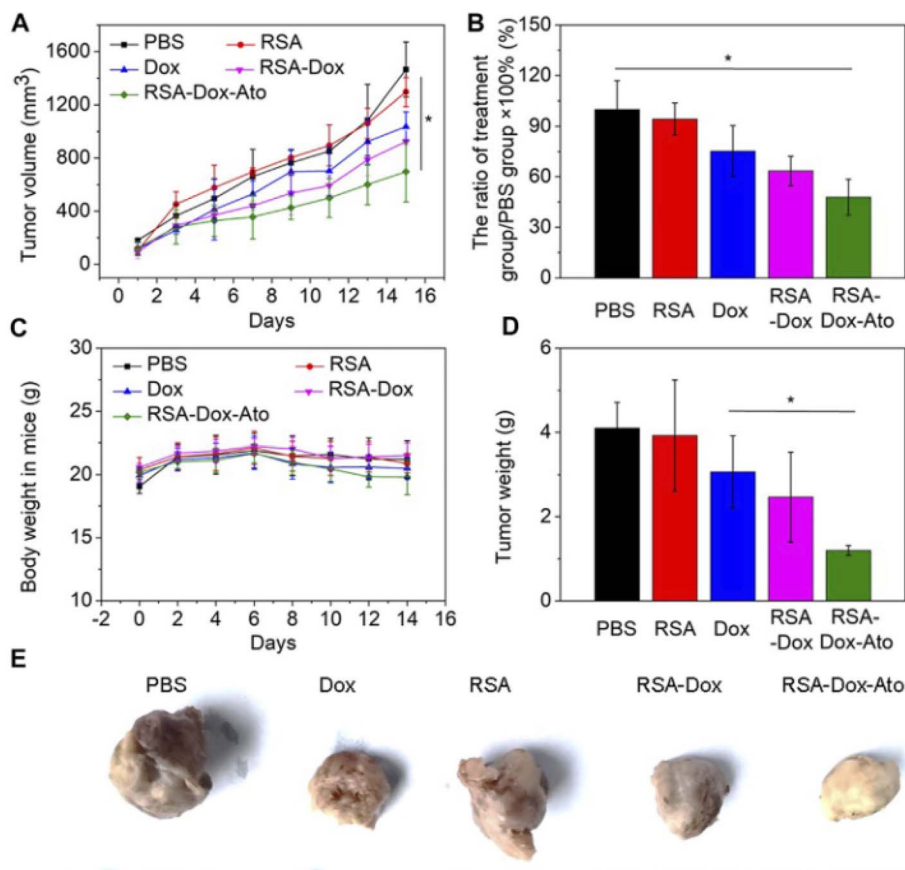 A
PBS
RSA
Dox
RSA-Dox
RSA-Dox-Ato
*
Tumor volume (mm3)
1600
1200
800
400
0
0 2 4 6 8 10 12 14 16
Days
B
*
The ratio of treatment
group/PBS group ×100% (%)
150
120
90
60
30
0
PBS RSA Dox RSA RSA-
-Dox Dox-Ato
C
PBS
RSA
Dox
RSA-Dox
RSA-Dox-Ato
Body weight in mice (g)
30
25
20
15
10
-2 0 2 4 6 8 10 12 14 16
Days
D
*
Tumor weight (g)
6
4
2
0
PBS RSA Dox RSA RSA-
-Dox Dox-Ato
E
PBS Dox RSA RSA-Dox RSA-Dox-Ato